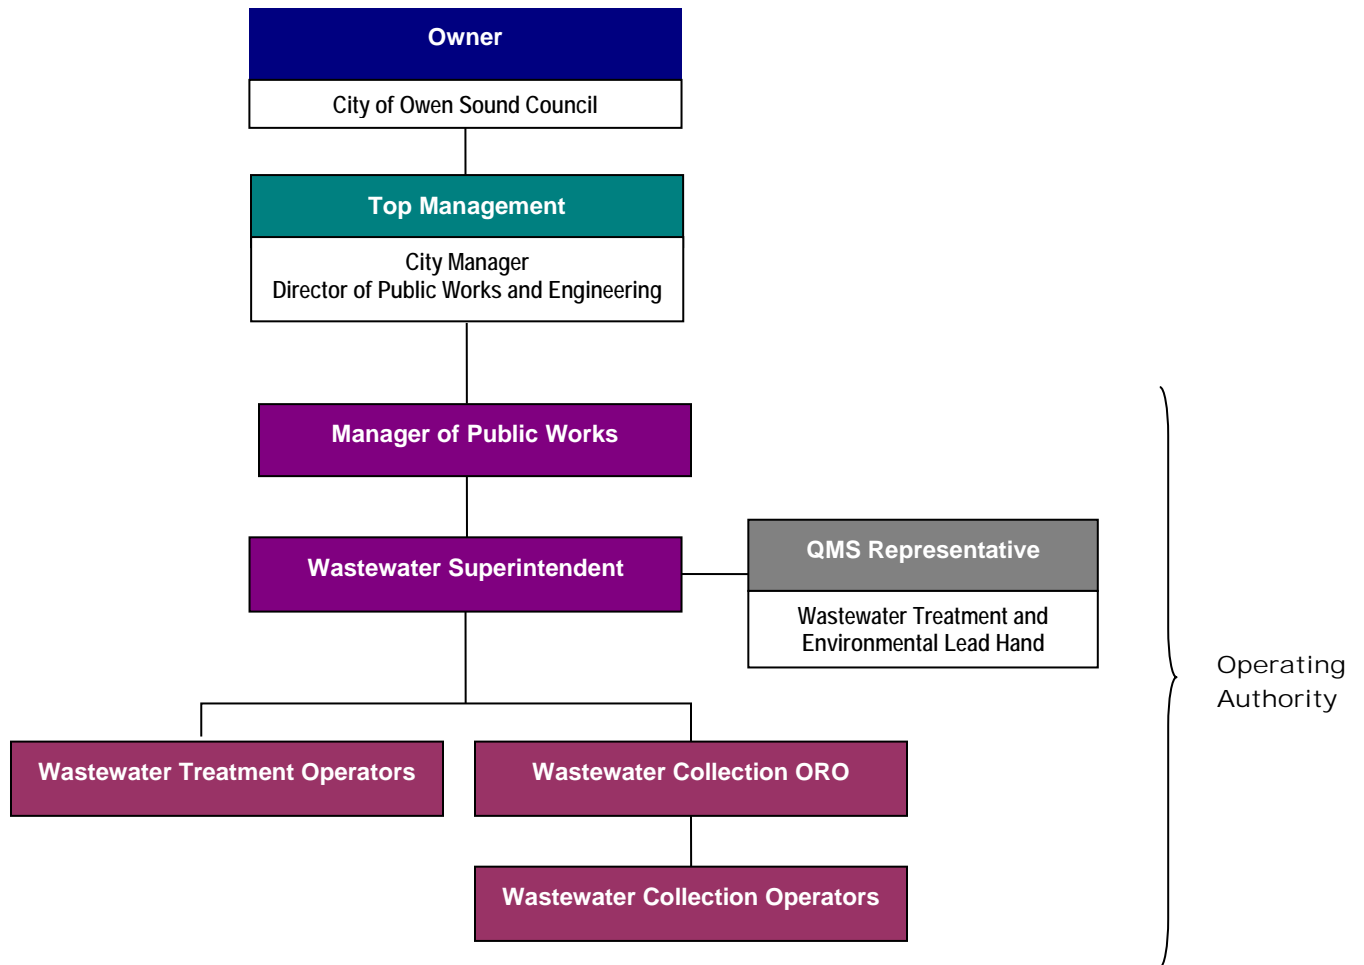 Owner
City of Owen Sound Council
Top Management
City Manager
Director of Public Works and Engineering
Manager of Public Works
Wastewater Superintendent
QMS Representative
Wastewater Treatment and
Environmental Lead Hand
Operating
Authority
Wastewater Treatment Operators
Wastewater Collection ORO
Wastewater Collection Operators